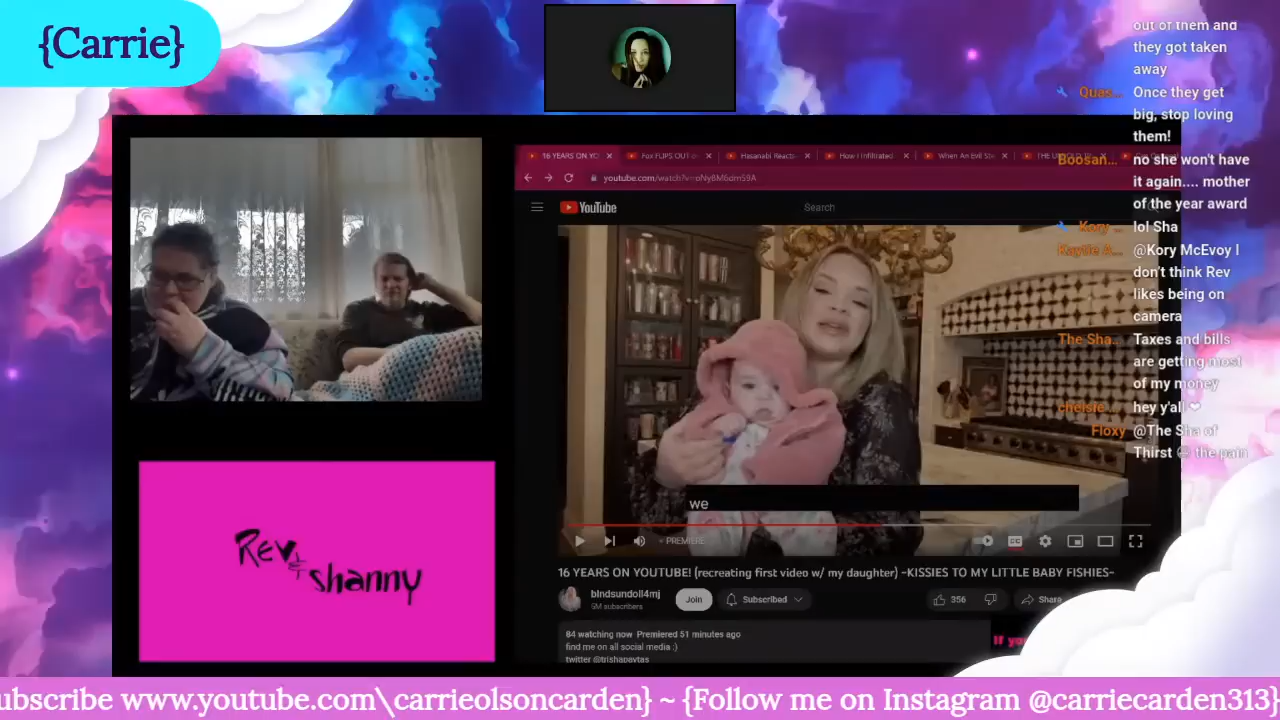 {Carrie}
out of them and
they got taken
away
Quas... Once they get
big, stop loving
them!
Boosan... no she won't have
it again.... mother
of the year award
Kory ... lol Sha
Kaytie A... @Kory McEvoy I
don't think Rev
likes being on
camera
The Sha.. Taxes and bills
are getting most
of my money
chelsie ... hey y'all ❤
Floxy @The Sha of
Thirst the pain
16 YEARS ON YO
Fox FLIPS OUT
Hasanabi Reacti
How I Infiltrated
When An Evil St
youtube.com/watch?v=oNy8M6dm59A
YouTube
Search
we
PREMIERE
16 YEARS ON YOUTUBE! (recreating first video w/ my daughter) -KISSIES TO MY LITTLE BABY FISHIES-
blndsundoll4mj
5M subscribers
Join
Subscribed
356
Share
84 watching now Premiered 51 minutes ago
find me on all social media ;)
twitter @trishapaytas
If you
Rev & shanny
ubscribe www.youtube.com\carrieolsoncarden} ~ {Follow me on Instagram @carriecarden313}